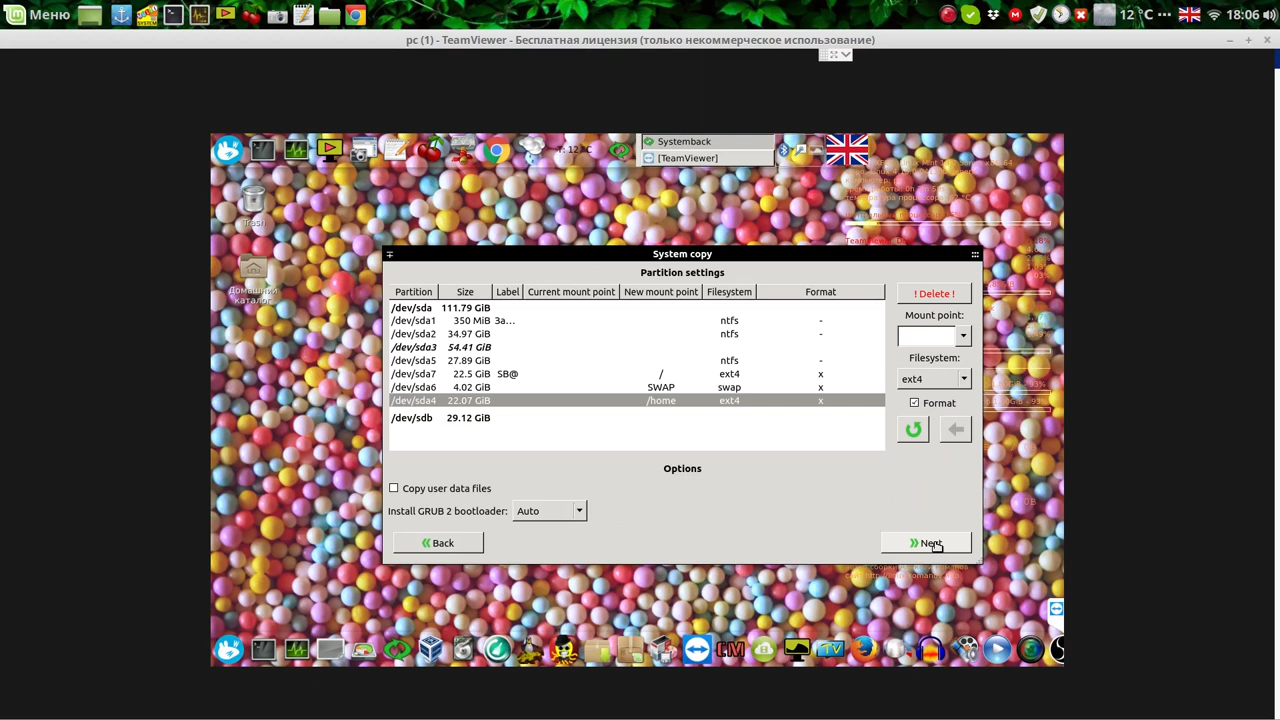 Меню
12 °C
18:06
pc (1) - TeamViewer - Бесплатная лицензия (только некоммерческое использование)
T: 12 °C
Systemback
[TeamViewer]
Trash
Домашний
каталог
System copy
Partition settings
Partition Size Label Current mount point New mount point Filesystem Format
/dev/sda 111.79 GiB
/dev/sda1 350 MiB За... ntfs -
/dev/sda2 34.97 GiB ntfs -
/dev/sda3 54.41 GiB
/dev/sda5 27.89 GiB ntfs -
/dev/sda7 22.5 GiB SB@ / ext4 x
/dev/sda6 4.02 GiB SWAP swap x
/dev/sda4 22.07 GiB /home ext4 x
/dev/sdb 29.12 GiB
! Delete !
Mount point:
Filesystem:
ext4
Format
Options
Copy user data files
Install GRUB 2 bootloader: Auto
Back
Next
TV